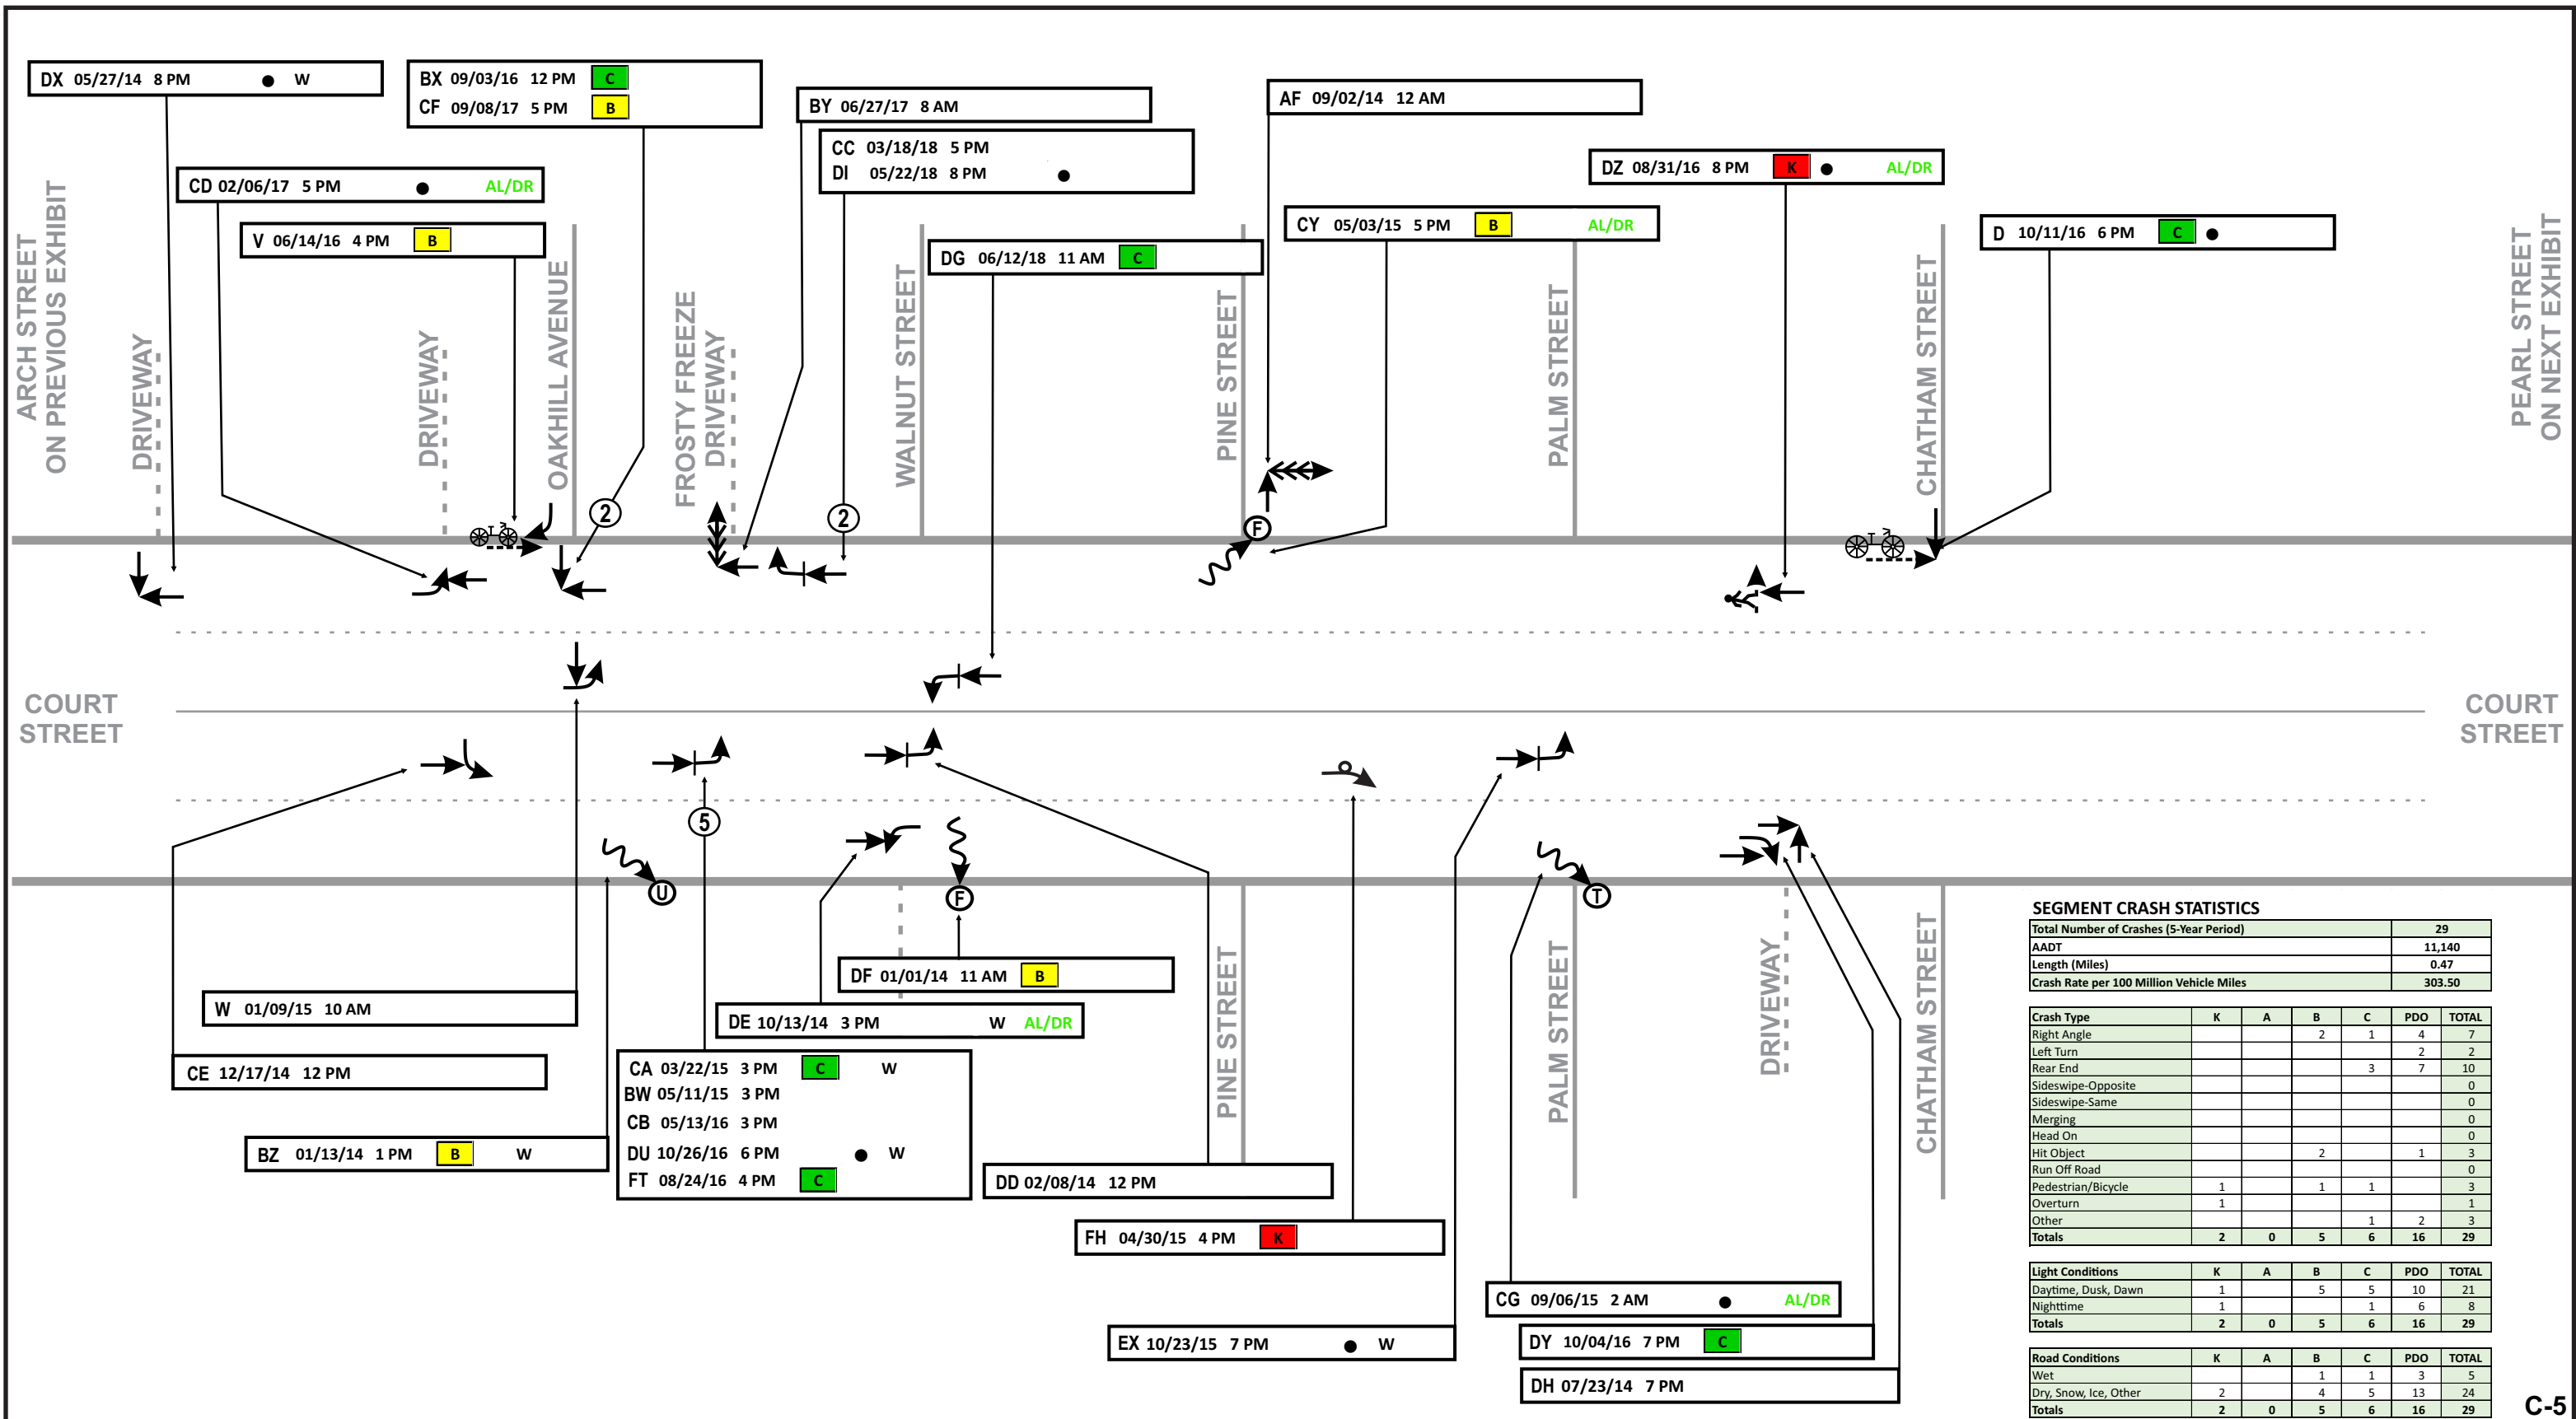 DX 05/27/14 8 PM ● W
BX 09/03/16 12 PM C
CF 09/08/17 5 PM B
BY 06/27/17 8 AM
CC 03/18/18 5 PM
DI 05/22/18 8 PM ●
AF 09/02/14 12 AM
DZ 08/31/16 8 PM K ● AL/DR
CD 02/06/17 5 PM ● AL/DR
V 06/14/16 4 PM B
DG 06/12/18 11 AM C
CY 05/03/15 5 PM B AL/DR
D 10/11/16 6 PM C ●
ARCH STREET
ON PREVIOUS EXHIBIT
DRIVEWAY
DRIVEWAY
OAKHILL AVENUE
FROSTY FREEZE
DRIVEWAY
WALNUT STREET
PINE STREET
PALM STREET
CHATHAM STREET
PEARL STREET
ON NEXT EXHIBIT
2
2
F
COURT
STREET
COURT
STREET
5
U
F
T
PINE STREET
PALM STREET
DRIVEWAY
CHATHAM STREET
DF 01/01/14 11 AM B
W 01/09/15 10 AM
DE 10/13/14 3 PM W AL/DR
CE 12/17/14 12 PM
CA 03/22/15 3 PM C W
BW 05/11/15 3 PM
CB 05/13/16 3 PM
DU 10/26/16 6 PM ● W
FT 08/24/16 4 PM C
BZ 01/13/14 1 PM B W
DD 02/08/14 12 PM
FH 04/30/15 4 PM K
CG 09/06/15 2 AM ● AL/DR
EX 10/23/15 7 PM ● W
DY 10/04/16 7 PM C
DH 07/23/14 7 PM
SEGMENT CRASH STATISTICS
Total Number of Crashes (5-Year Period) 29
AADT 11,140
Length (Miles) 0.47
Crash Rate per 100 Million Vehicle Miles 303.50
Crash Type K A B C PDO TOTAL
Right Angle 2 1 4 7
Left Turn 2 2
Rear End 3 7 10
Sideswipe-Opposite 0
Sideswipe-Same 0
Merging 0
Head On 0
Hit Object 2 1 3
Run Off Road 0
Pedestrian/Bicycle 1 1 1 3
Overturn 1 1
Other 1 2 3
Totals 2 0 5 6 16 29
Light Conditions K A B C PDO TOTAL
Daytime, Dusk, Dawn 1 5 5 10 21
Nighttime 1 1 6 8
Totals 2 0 5 6 16 29
Road Conditions K A B C PDO TOTAL
Wet 1 1 3 5
Dry, Snow, Ice, Other 2 4 5 13 24
Totals 2 0 5 6 16 29
C-5